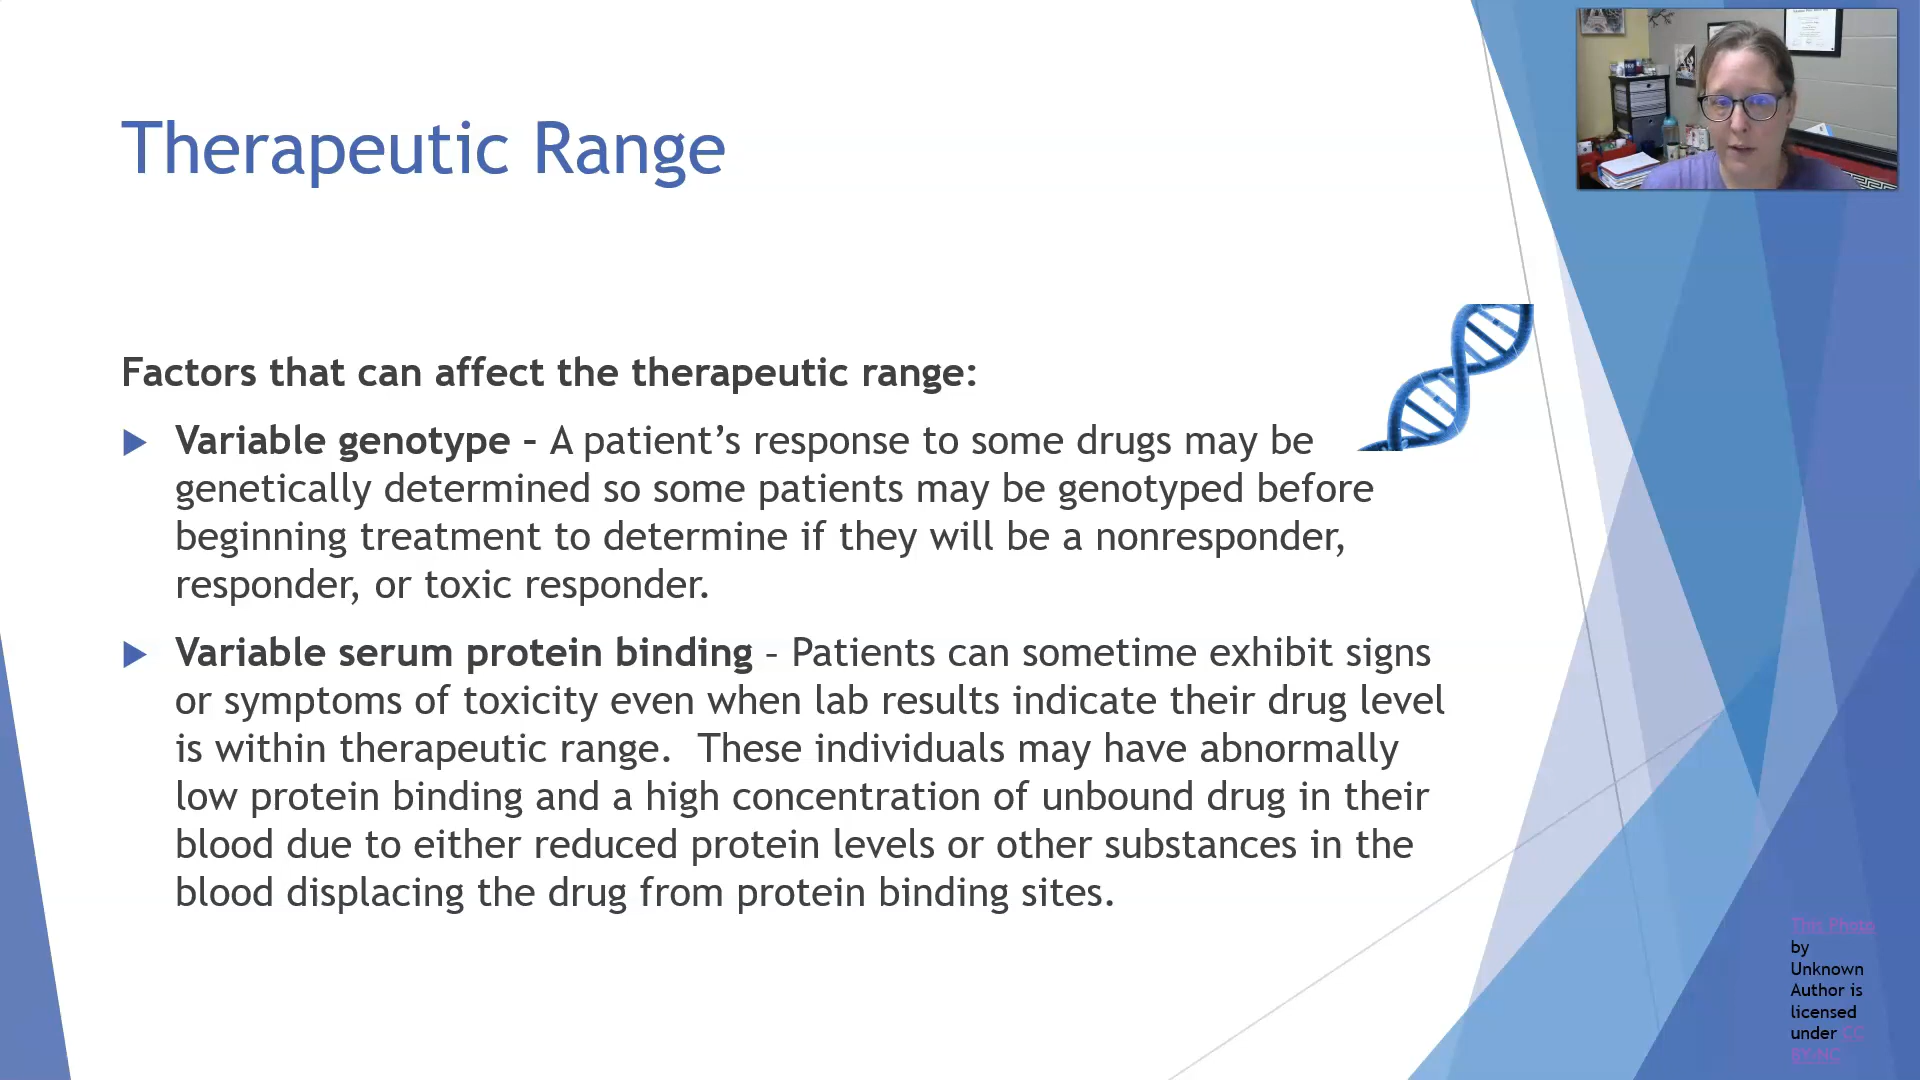 Therapeutic Range
Factors that can affect the therapeutic range:
Variable genotype – A patient’s response to some drugs may be
genetically determined so some patients may be genotyped before
beginning treatment to determine if they will be a nonresponder,
responder, or toxic responder.
Variable serum protein binding – Patients can sometime exhibit signs
or symptoms of toxicity even when lab results indicate their drug level
is within therapeutic range.  These individuals may have abnormally
low protein binding and a high concentration of unbound drug in their
blood due to either reduced protein levels or other substances in the
blood displacing the drug from protein binding sites.
This Photo
by
Unknown
Author is
licensed
under CC
BY-NC